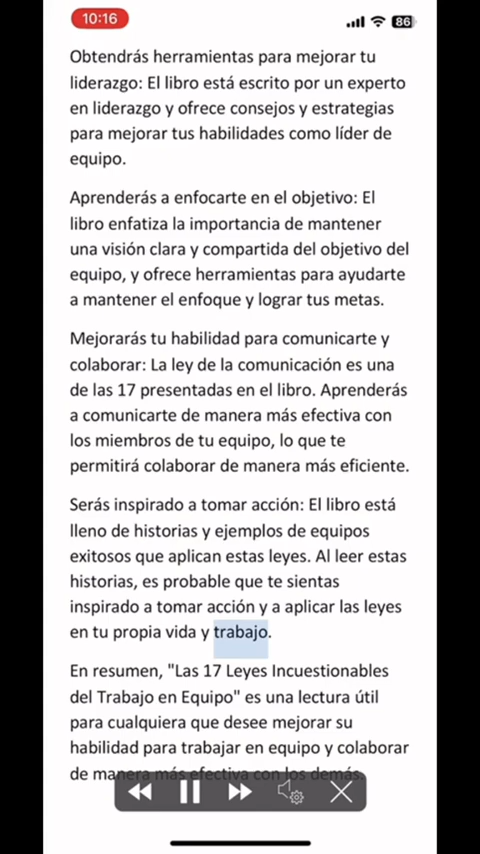 10:16
86
Obtendrás herramientas para mejorar tu
liderazgo: El libro está escrito por un experto
en liderazgo y ofrece consejos y estrategias
para mejorar tus habilidades como líder de
equipo.
Aprenderás a enfocarte en el objetivo: El
libro enfatiza la importancia de mantener
una visión clara y compartida del objetivo del
equipo, y ofrece herramientas para ayudarte
a mantener el enfoque y lograr tus metas.
Mejorarás tu habilidad para comunicarte y
colaborar: La ley de la comunicación es una
de las 17 presentadas en el libro. Aprenderás
a comunicarte de manera más efectiva con
los miembros de tu equipo, lo que te
permitirá colaborar de manera más eficiente.
Serás inspirado a tomar acción: El libro está
lleno de historias y ejemplos de equipos
exitosos que aplican estas leyes. Al leer estas
historias, es probable que te sientas
inspirado a tomar acción y a aplicar las leyes
en tu propia vida y trabajo.
En resumen, "Las 17 Leyes Incuestionables
del Trabajo en Equipo" es una lectura útil
para cualquiera que desee mejorar su
habilidad para trabajar en equipo y colaborar
de manera más efectiva con los demás.